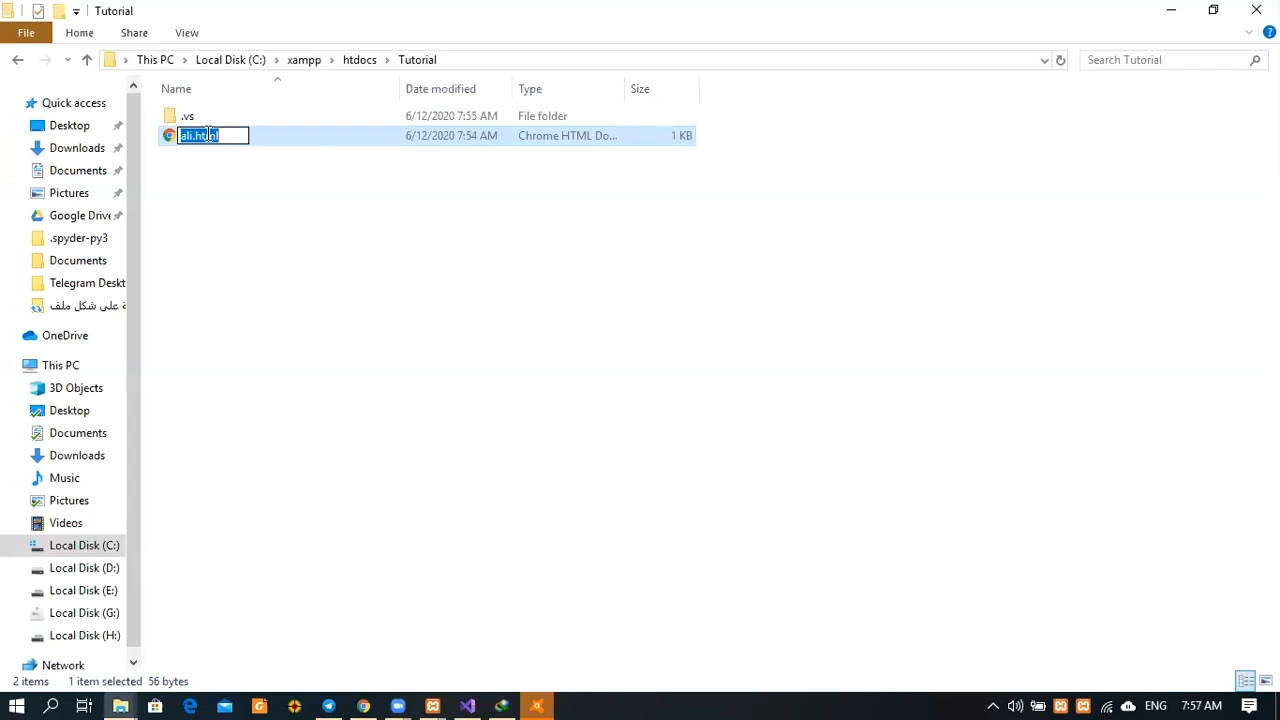 Tutorial
File
Home
Share
View
This PC
Local Disk (C:)
xampp
htdocs
Tutorial
Search Tutorial
Name
Date modified
Type
Size
.vs
6/12/2020 7:55 AM
File folder
ali.html
6/12/2020 7:54 AM
Chrome HTML Do...
1 KB
Quick access
Desktop
Downloads
Documents
Pictures
Google Drive
.spyder-py3
Documents
Telegram Deskt
ة على شكل ملف
OneDrive
This PC
3D Objects
Desktop
Documents
Downloads
Music
Pictures
Videos
Local Disk (C:)
Local Disk (D:)
Local Disk (E:)
Local Disk (G:)
Local Disk (H:)
Network
2 items
1 item selected 56 bytes
ENG
7:57 AM